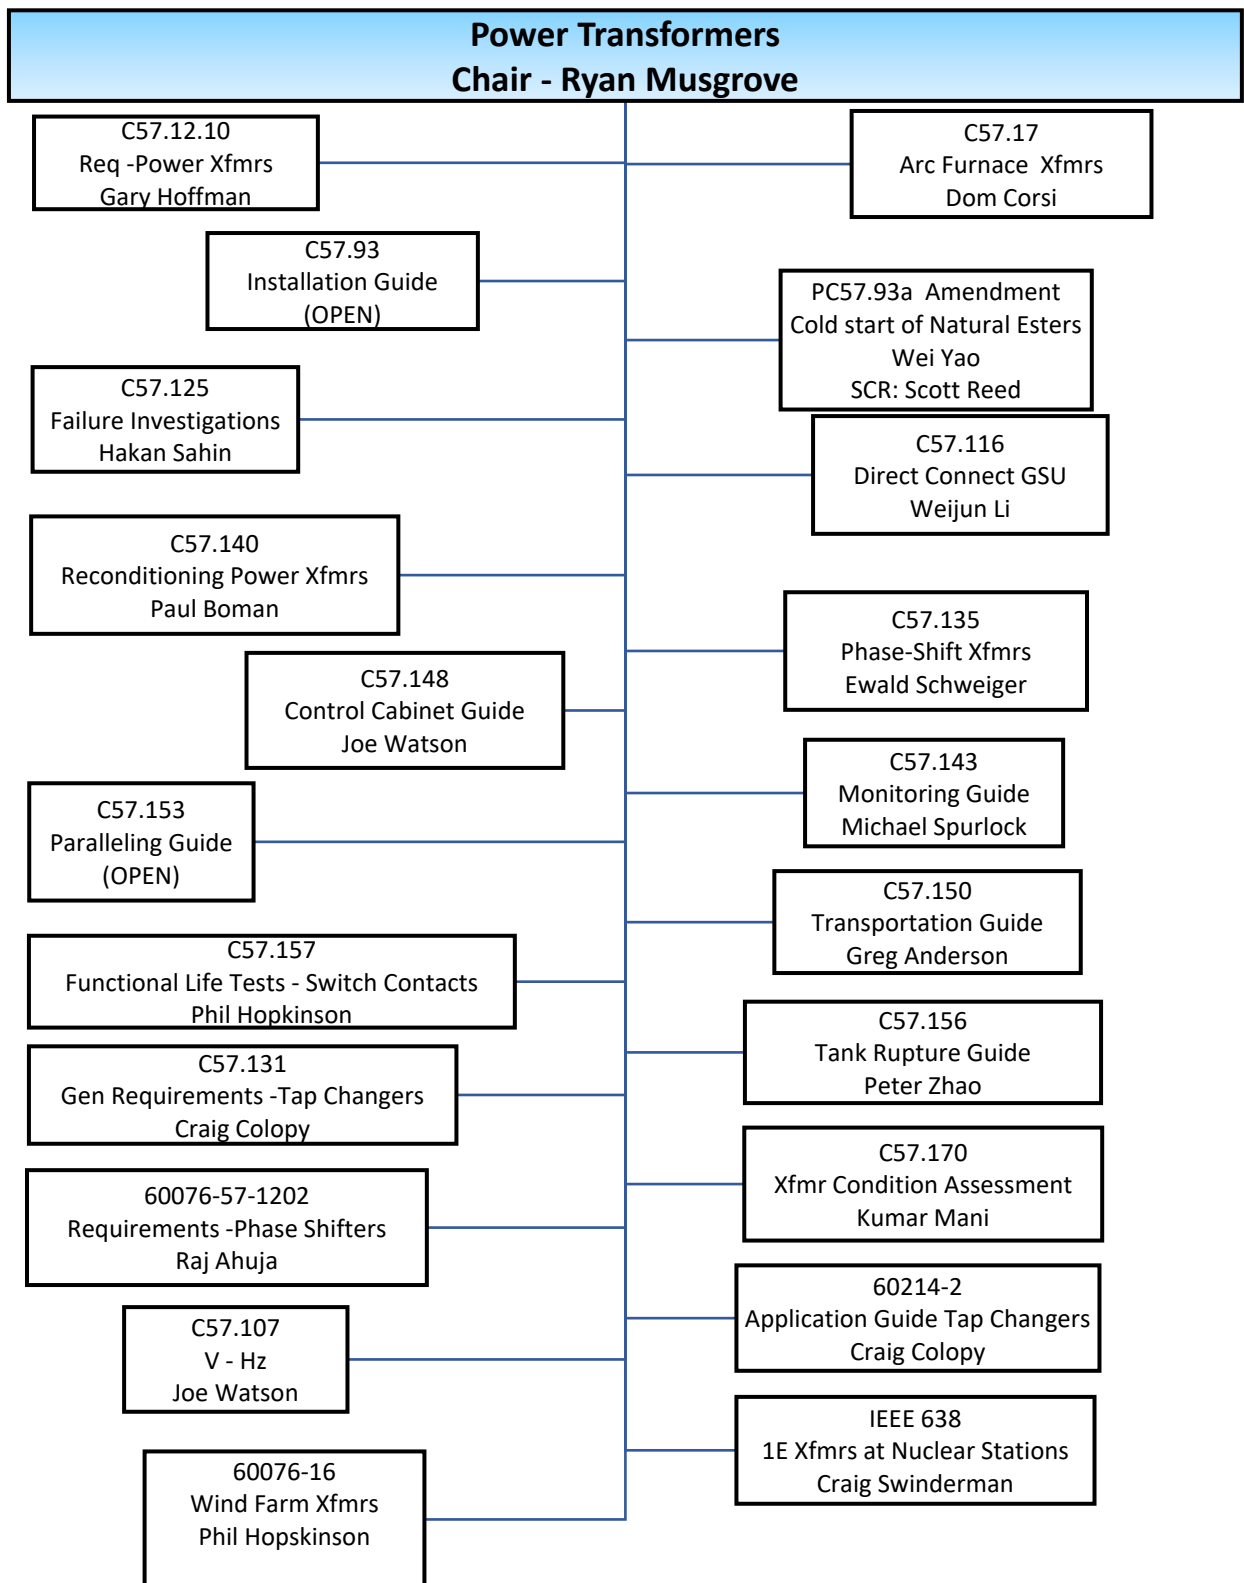 Power Transformers
Chair - Ryan Musgrove
C57.12.10
Req -Power Xfmrs
Gary Hoffman
C57.17
Arc Furnace  Xfmrs
Dom Corsi
C57.93
Installation Guide
(OPEN)
PC57.93a  Amendment
Cold start of Natural Esters
Wei Yao
SCR: Scott Reed
C57.125
Failure Investigations
Hakan Sahin
C57.116
Direct Connect GSU
Weijun Li
C57.140
Reconditioning Power Xfmrs
Paul Boman
C57.135
Phase-Shift Xfmrs
Ewald Schweiger
C57.148
Control Cabinet Guide
Joe Watson
C57.143
Monitoring Guide
Michael Spurlock
C57.153
Paralleling Guide
(OPEN)
C57.150
Transportation Guide
Greg Anderson
C57.157
Functional Life Tests - Switch Contacts
Phil Hopkinson
C57.156
Tank Rupture Guide
Peter Zhao
C57.131
Gen Requirements -Tap Changers
Craig Colopy
C57.170
Xfmr Condition Assessment
Kumar Mani
60076-57-1202
Requirements -Phase Shifters
Raj Ahuja
60214-2
Application Guide Tap Changers
Craig Colopy
C57.107
V - Hz
Joe Watson
IEEE 638
1E Xfmrs at Nuclear Stations
Craig Swinderman
60076-16
Wind Farm Xfmrs
Phil Hopskinson